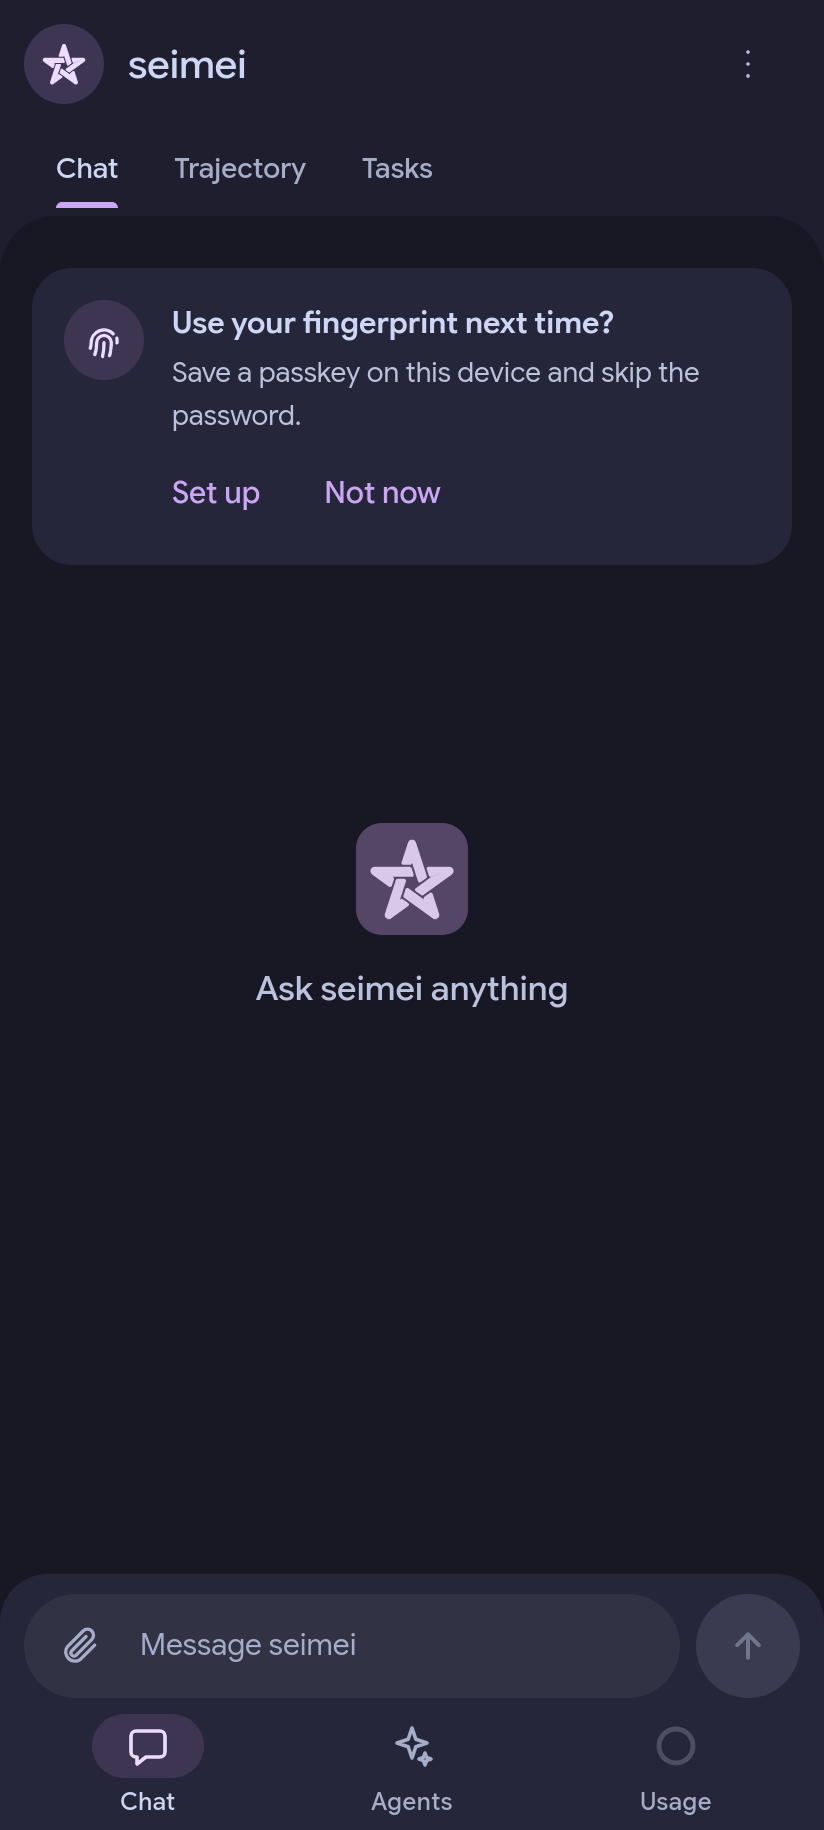 seimei
Chat
Trajectory
Tasks
Use your fingerprint next time?
Save a passkey on this device and skip the
password.
Set up
Not now
Ask seimei anything
Message seimei
Chat
Agents
Usage